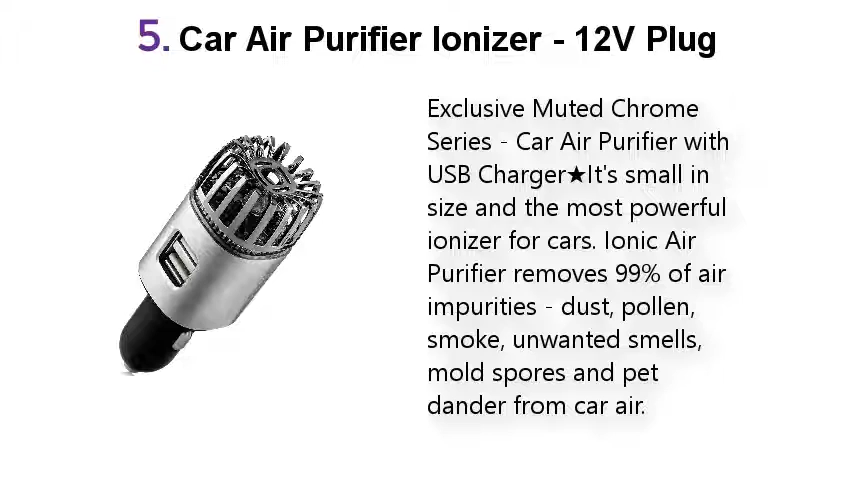 5. Car Air Purifier Ionizer - 12V Plug
Exclusive Muted Chrome
Series - Car Air Purifier with
USB Charger★It's small in
size and the most powerful
ionizer for cars. Ionic Air
Purifier removes 99% of air
impurities - dust, pollen,
smoke, unwanted smells,
mold spores and pet
dander from car air.